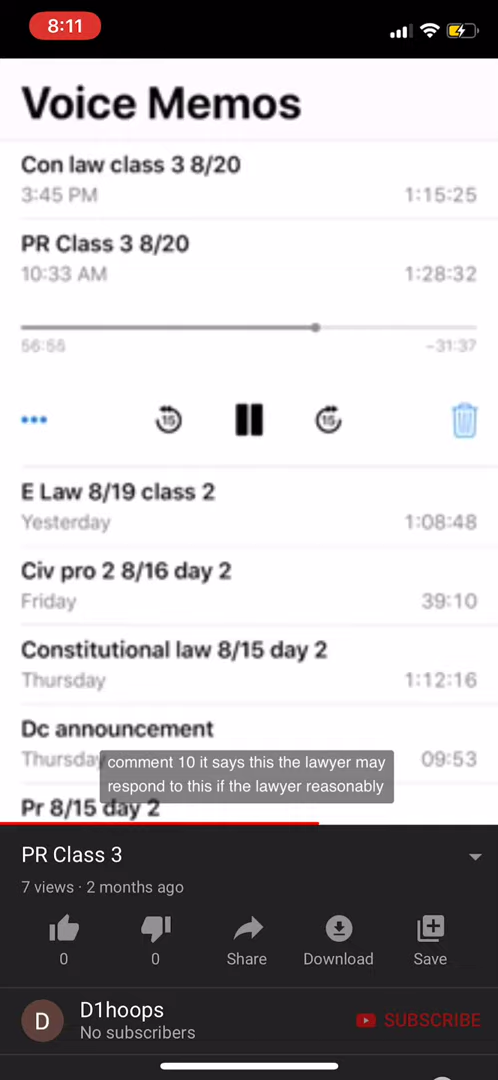 8:11
Voice Memos
Con law class 3 8/20
3:45 PM 1:15:25
PR Class 3 8/20
10:33 AM 1:28:32
56:55 -31:37
15 15
E Law 8/19 class 2
Yesterday 1:08:48
Civ pro 2 8/16 day 2
Friday 39:10
Constitutional law 8/15 day 2
Thursday 1:12:16
Dc announcement
Thursday 09:53
comment 10 it says this the lawyer may
respond to this if the lawyer reasonably
Pr 8/15 day 2
PR Class 3
7 views · 2 months ago
0 0 Share Download Save
D D1hoops
No subscribers
SUBSCRIBE